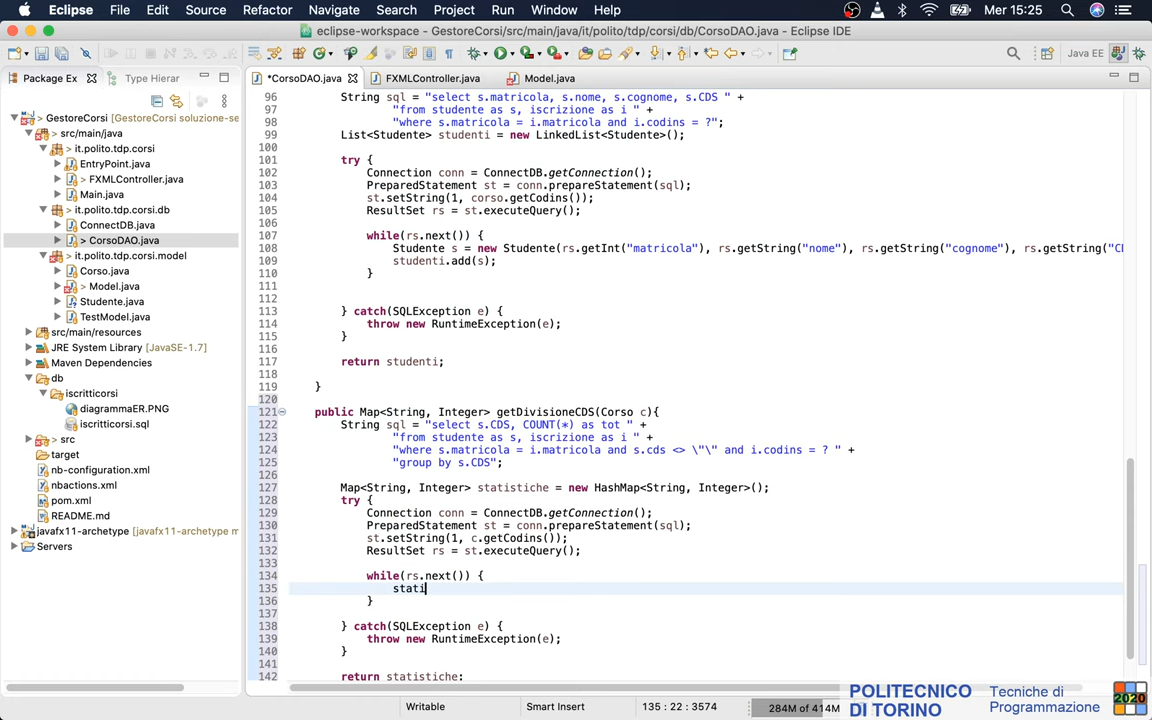 Eclipse File Edit Source Refactor Navigate Search Project Run Window Help Mer 15:25
eclipse-workspace - GestoreCorsi/src/main/java/it/polito/tdp/corsi/db/CorsoDAO.java - Eclipse IDE
Java EE
Package Ex Type Hierar
*CorsoDAO.java FXMLController.java Model.java
> GestoreCorsi [GestoreCorsi soluzione-se
> src/main/java
> it.polito.tdp.corsi
EntryPoint.java
> FXMLController.java
Main.java
> it.polito.tdp.corsi.db
ConnectDB.java
> CorsoDAO.java
> it.polito.tdp.corsi.model
Corso.java
> Model.java
Studente.java
TestModel.java
src/main/resources
JRE System Library [JavaSE-1.7]
Maven Dependencies
db
iscritticorsi
diagrammaER.PNG
iscritticorsi.sql
> src
target
nb-configuration.xml
nbactions.xml
pom.xml
README.md
javafx11-archetype [javafx11-archetype m
Servers
96 String sql = "select s.matricola, s.nome, s.cognome, s.CDS " +
97 "from studente as s, iscrizione as i " +
98 "where s.matricola = i.matricola and i.codins = ?";
99 List<Studente> studenti = new LinkedList<Studente>();
100
101 try {
102 Connection conn = ConnectDB.getConnection();
103 PreparedStatement st = conn.prepareStatement(sql);
104 st.setString(1, corso.getCodins());
105 ResultSet rs = st.executeQuery();
106
107 while(rs.next()) {
108 Studente s = new Studente(rs.getInt("matricola"), rs.getString("nome"), rs.getString("cognome"), rs.getString("CD
109 studenti.add(s);
110 }
111
112
113 } catch(SQLException e) {
114 throw new RuntimeException(e);
115 }
116
117 return studenti;
118
119 }
120
121 public Map<String, Integer> getDivisioneCDS(Corso c){
122 String sql = "select s.CDS, COUNT(*) as tot " +
123 "from studente as s, iscrizione as i " +
124 "where s.matricola = i.matricola and s.cds <> \"\" and i.codins = ? " +
125 "group by s.CDS";
126
127 Map<String, Integer> statistiche = new HashMap<String, Integer>();
128 try {
129 Connection conn = ConnectDB.getConnection();
130 PreparedStatement st = conn.prepareStatement(sql);
131 st.setString(1, c.getCodins());
132 ResultSet rs = st.executeQuery();
133
134 while(rs.next()) {
135 stati
136 }
137
138 } catch(SQLException e) {
139 throw new RuntimeException(e);
140 }
141
142 return statistiche;
Writable Smart Insert 135 : 22 : 3574 284M of 414M
POLITECNICO
DI TORINO
Tecniche di
Programmazione
2020